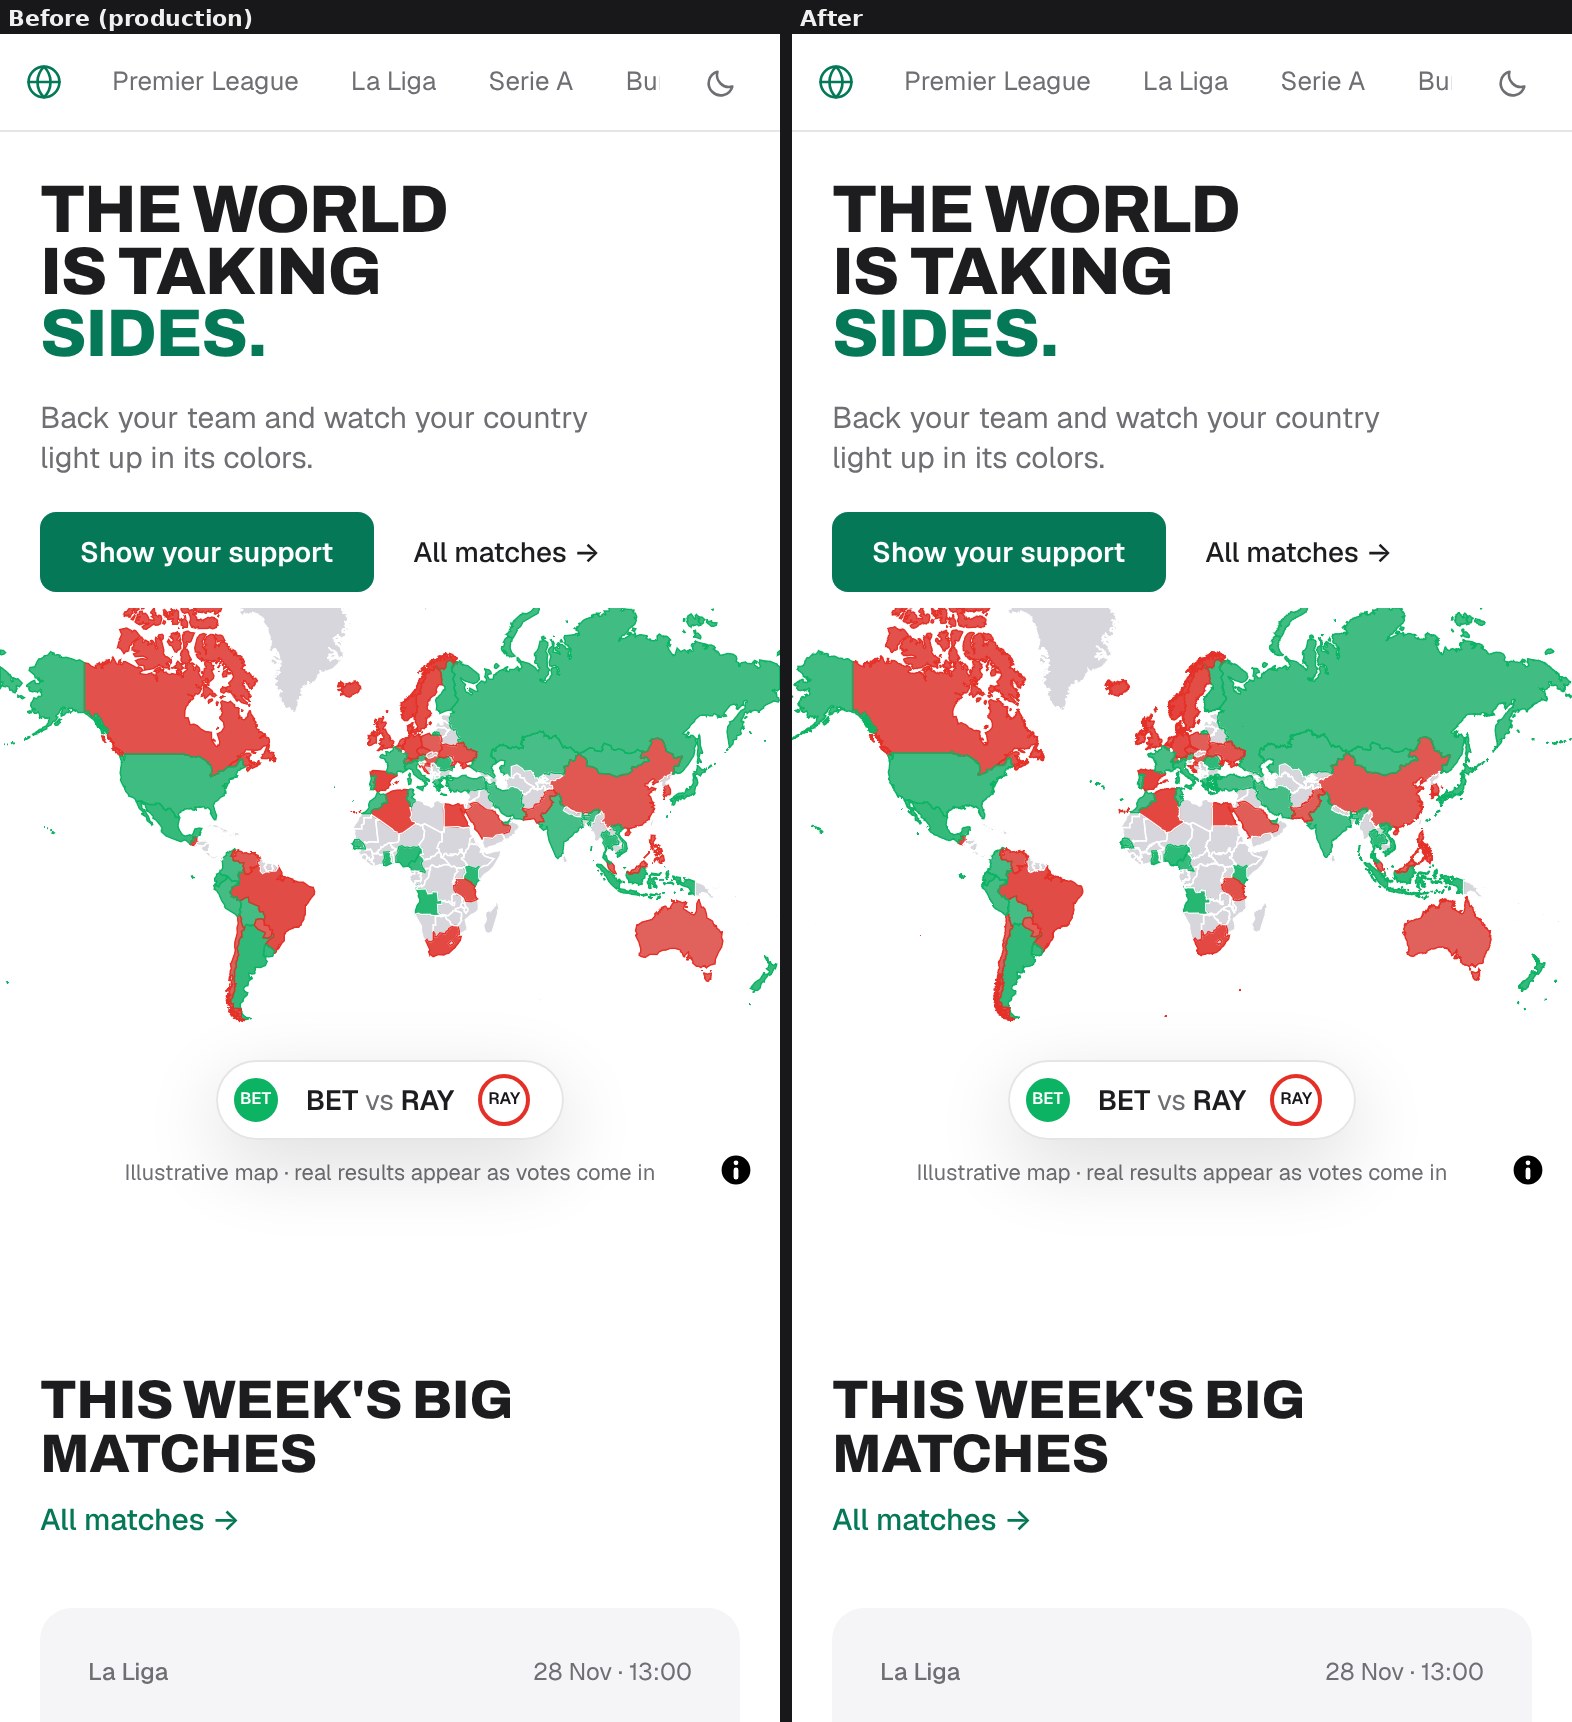 Before (production)
Premier League La Liga Serie A Bu
THE WORLD
IS TAKING
SIDES.
Back your team and watch your country
light up in its colors.
Show your support All matches →
BET BET vs RAY RAY
Illustrative map · real results appear as votes come in
THIS WEEK'S BIG
MATCHES
All matches →
La Liga 28 Nov · 13:00
After
Premier League La Liga Serie A Bu
THE WORLD
IS TAKING
SIDES.
Back your team and watch your country
light up in its colors.
Show your support All matches →
BET BET vs RAY RAY
Illustrative map · real results appear as votes come in
THIS WEEK'S BIG
MATCHES
All matches →
La Liga 28 Nov · 13:00